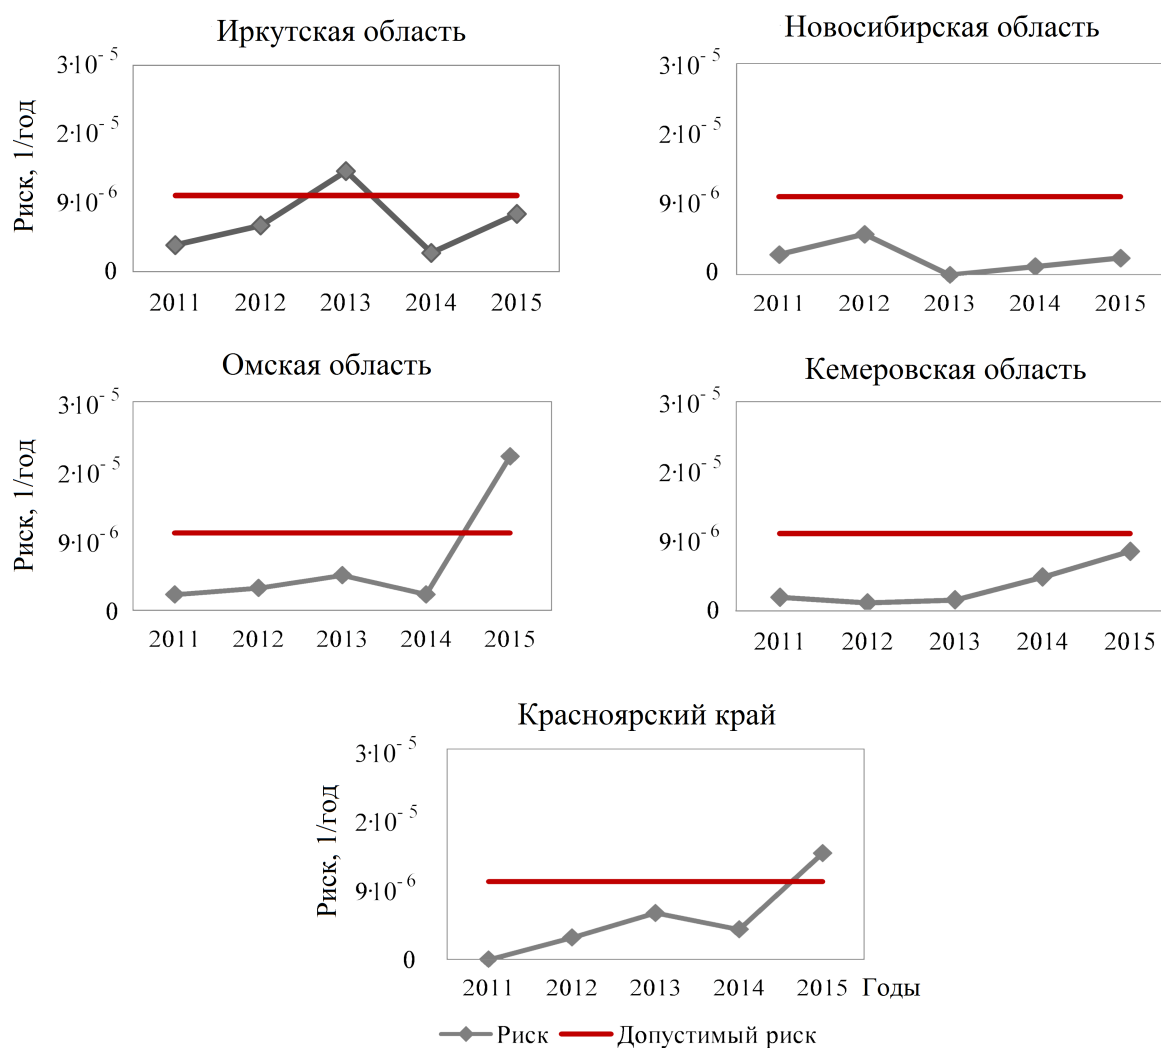 Иркутская область
3·10⁻⁵
2·10⁻⁵
9·10⁻⁶
0
Риск, 1/год
2011 2012 2013 2014 2015
Новосибирская область
3·10⁻⁵
2·10⁻⁵
9·10⁻⁶
0
2011 2012 2013 2014 2015
Омская область
3·10⁻⁵
2·10⁻⁵
9·10⁻⁶
0
Риск, 1/год
2011 2012 2013 2014 2015
Кемеровская область
3·10⁻⁵
2·10⁻⁵
9·10⁻⁶
0
2011 2012 2013 2014 2015
Красноярский край
3·10⁻⁵
2·10⁻⁵
9·10⁻⁶
0
Риск, 1/год
2011 2012 2013 2014 2015 Годы
Риск Допустимый риск